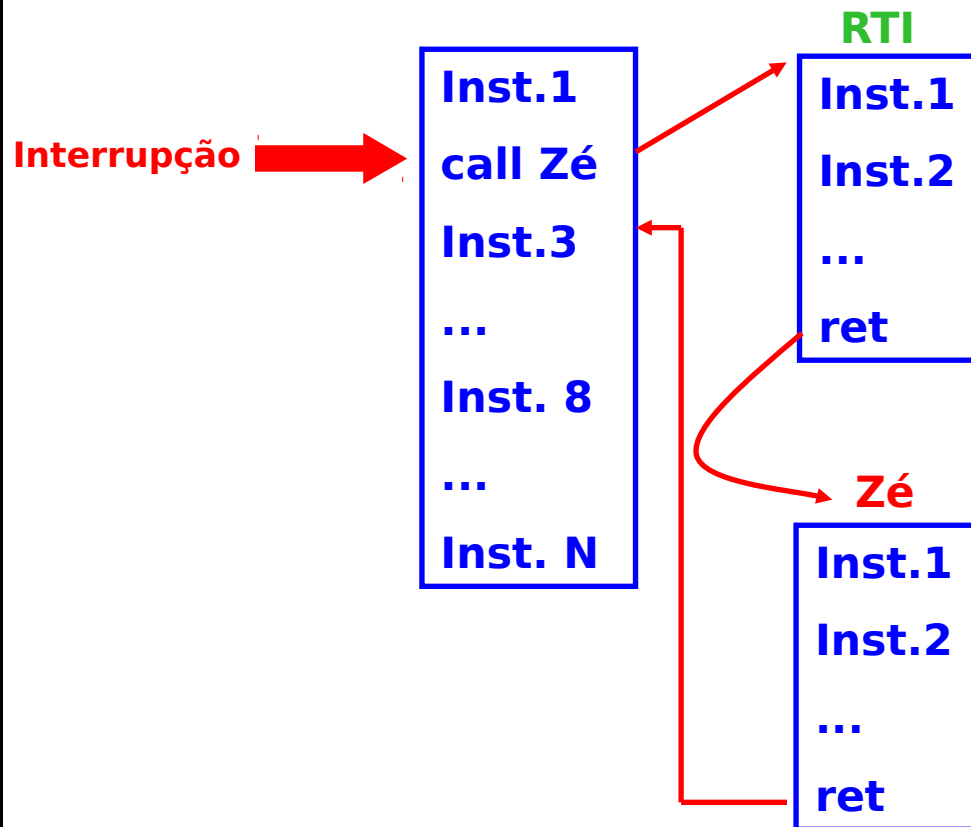 Interrupção
Inst.1
call Zé
Inst.3
...
Inst. 8
...
Inst. N
RTI
Inst.1
Inst.2
...
ret
Zé
Inst.1
Inst.2
...
ret